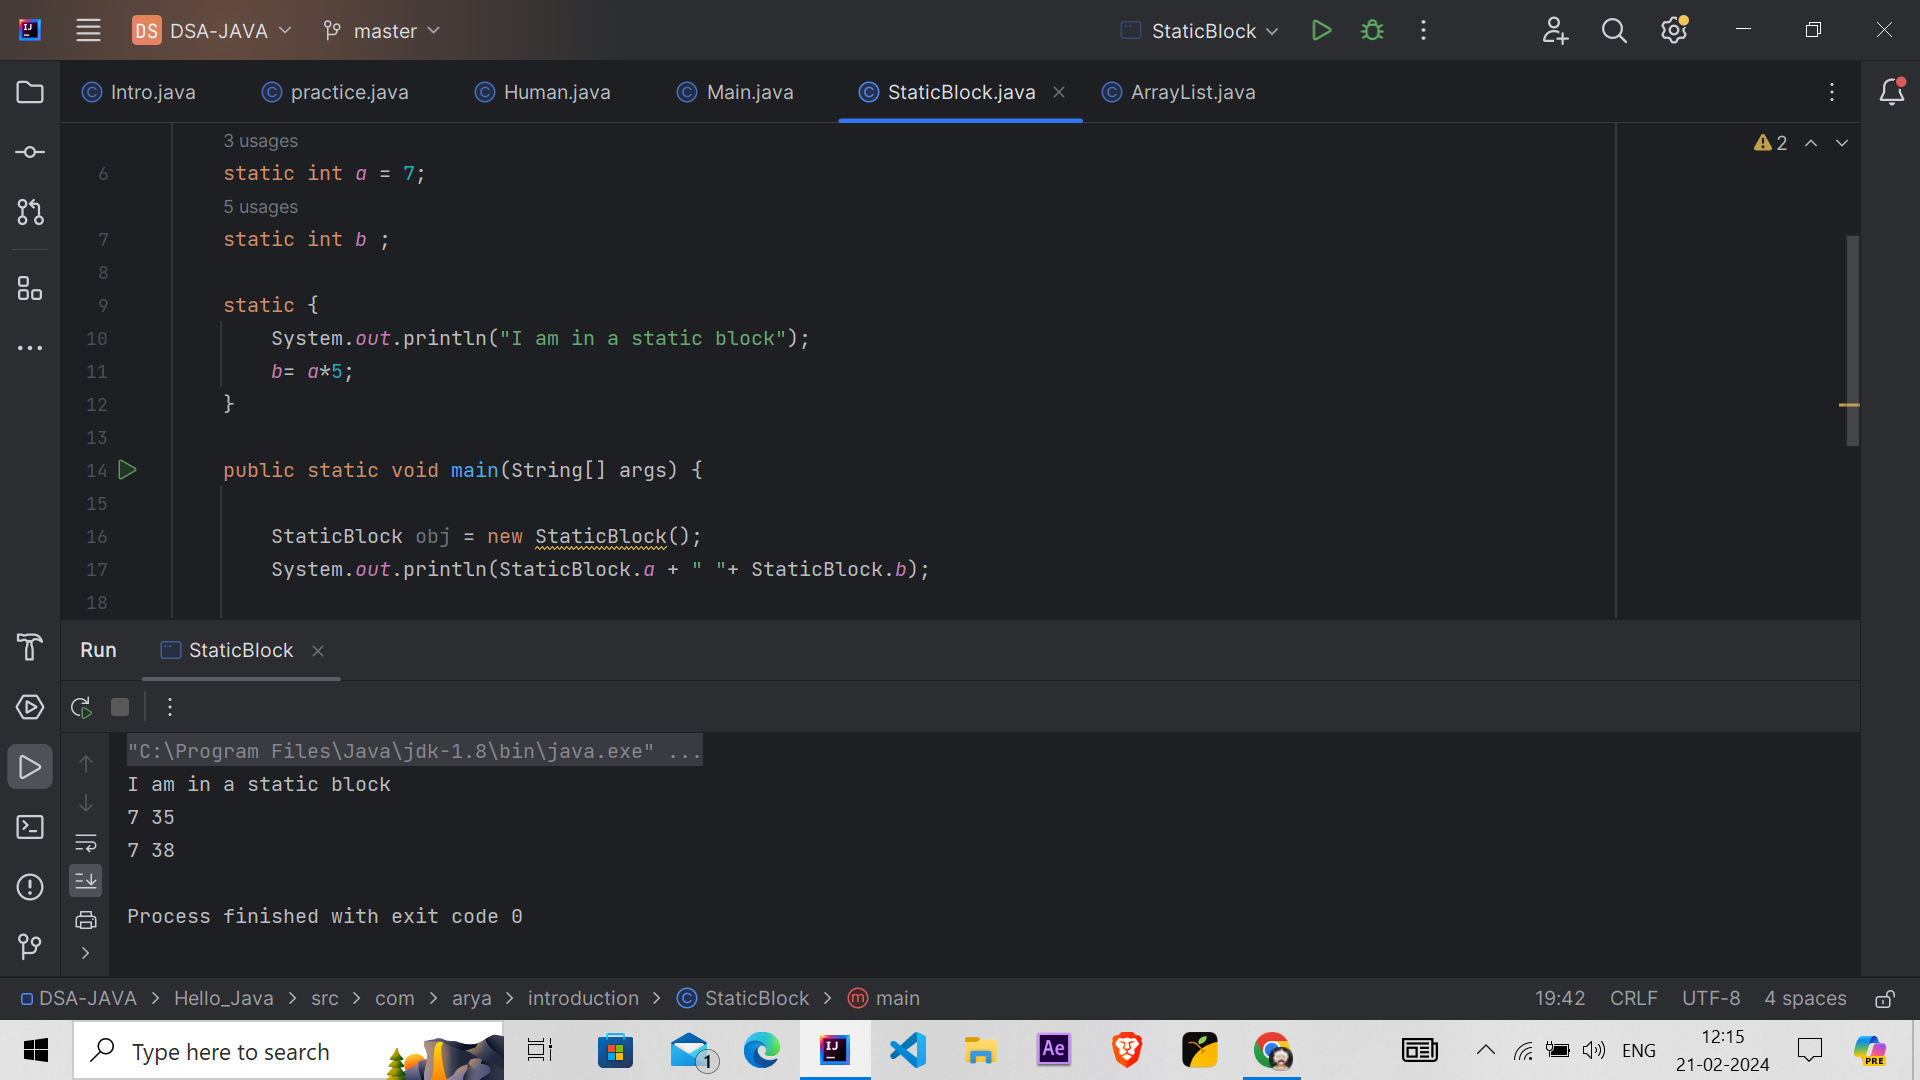 DS DSA-JAVA master StaticBlock
Intro.java practice.java Human.java Main.java StaticBlock.java ArrayList.java
3 usages
2
6 static int a = 7;
5 usages
7 static int b ;
8
9 static {
10 System.out.println("I am in a static block");
11 b= a*5;
12 }
13
14 public static void main(String[] args) {
15
16 StaticBlock obj = new StaticBlock();
17 System.out.println(StaticBlock.a + " "+ StaticBlock.b);
18
Run StaticBlock
"C:\Program Files\Java\jdk-1.8\bin\java.exe" ...
I am in a static block
7 35
7 38
Process finished with exit code 0
DSA-JAVA > Hello_Java > src > com > arya > introduction > StaticBlock > main 19:42 CRLF UTF-8 4 spaces
Type here to search 1 Ae ENG 12:15
21-02-2024
PRE